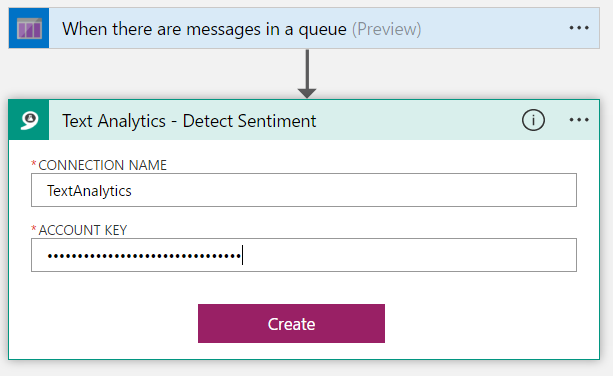 When there are messages in a queue (Preview)
Text Analytics - Detect Sentiment
*CONNECTION NAME
TextAnalytics
*ACCOUNT KEY
••••••••••••••••••••••••••••••••
Create